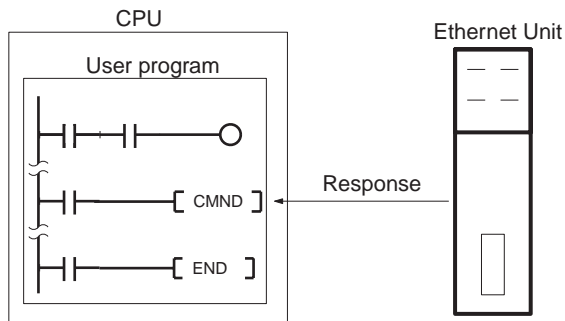 CPU
Ethernet Unit
User program
CMND
Response
END